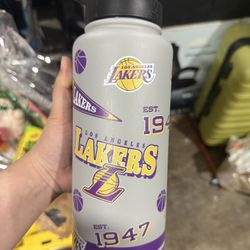 LOS ANGELES
LAKERS
LAKERS
EST.
194
LOS ANGELES
LAKERS
L
EST.
1947